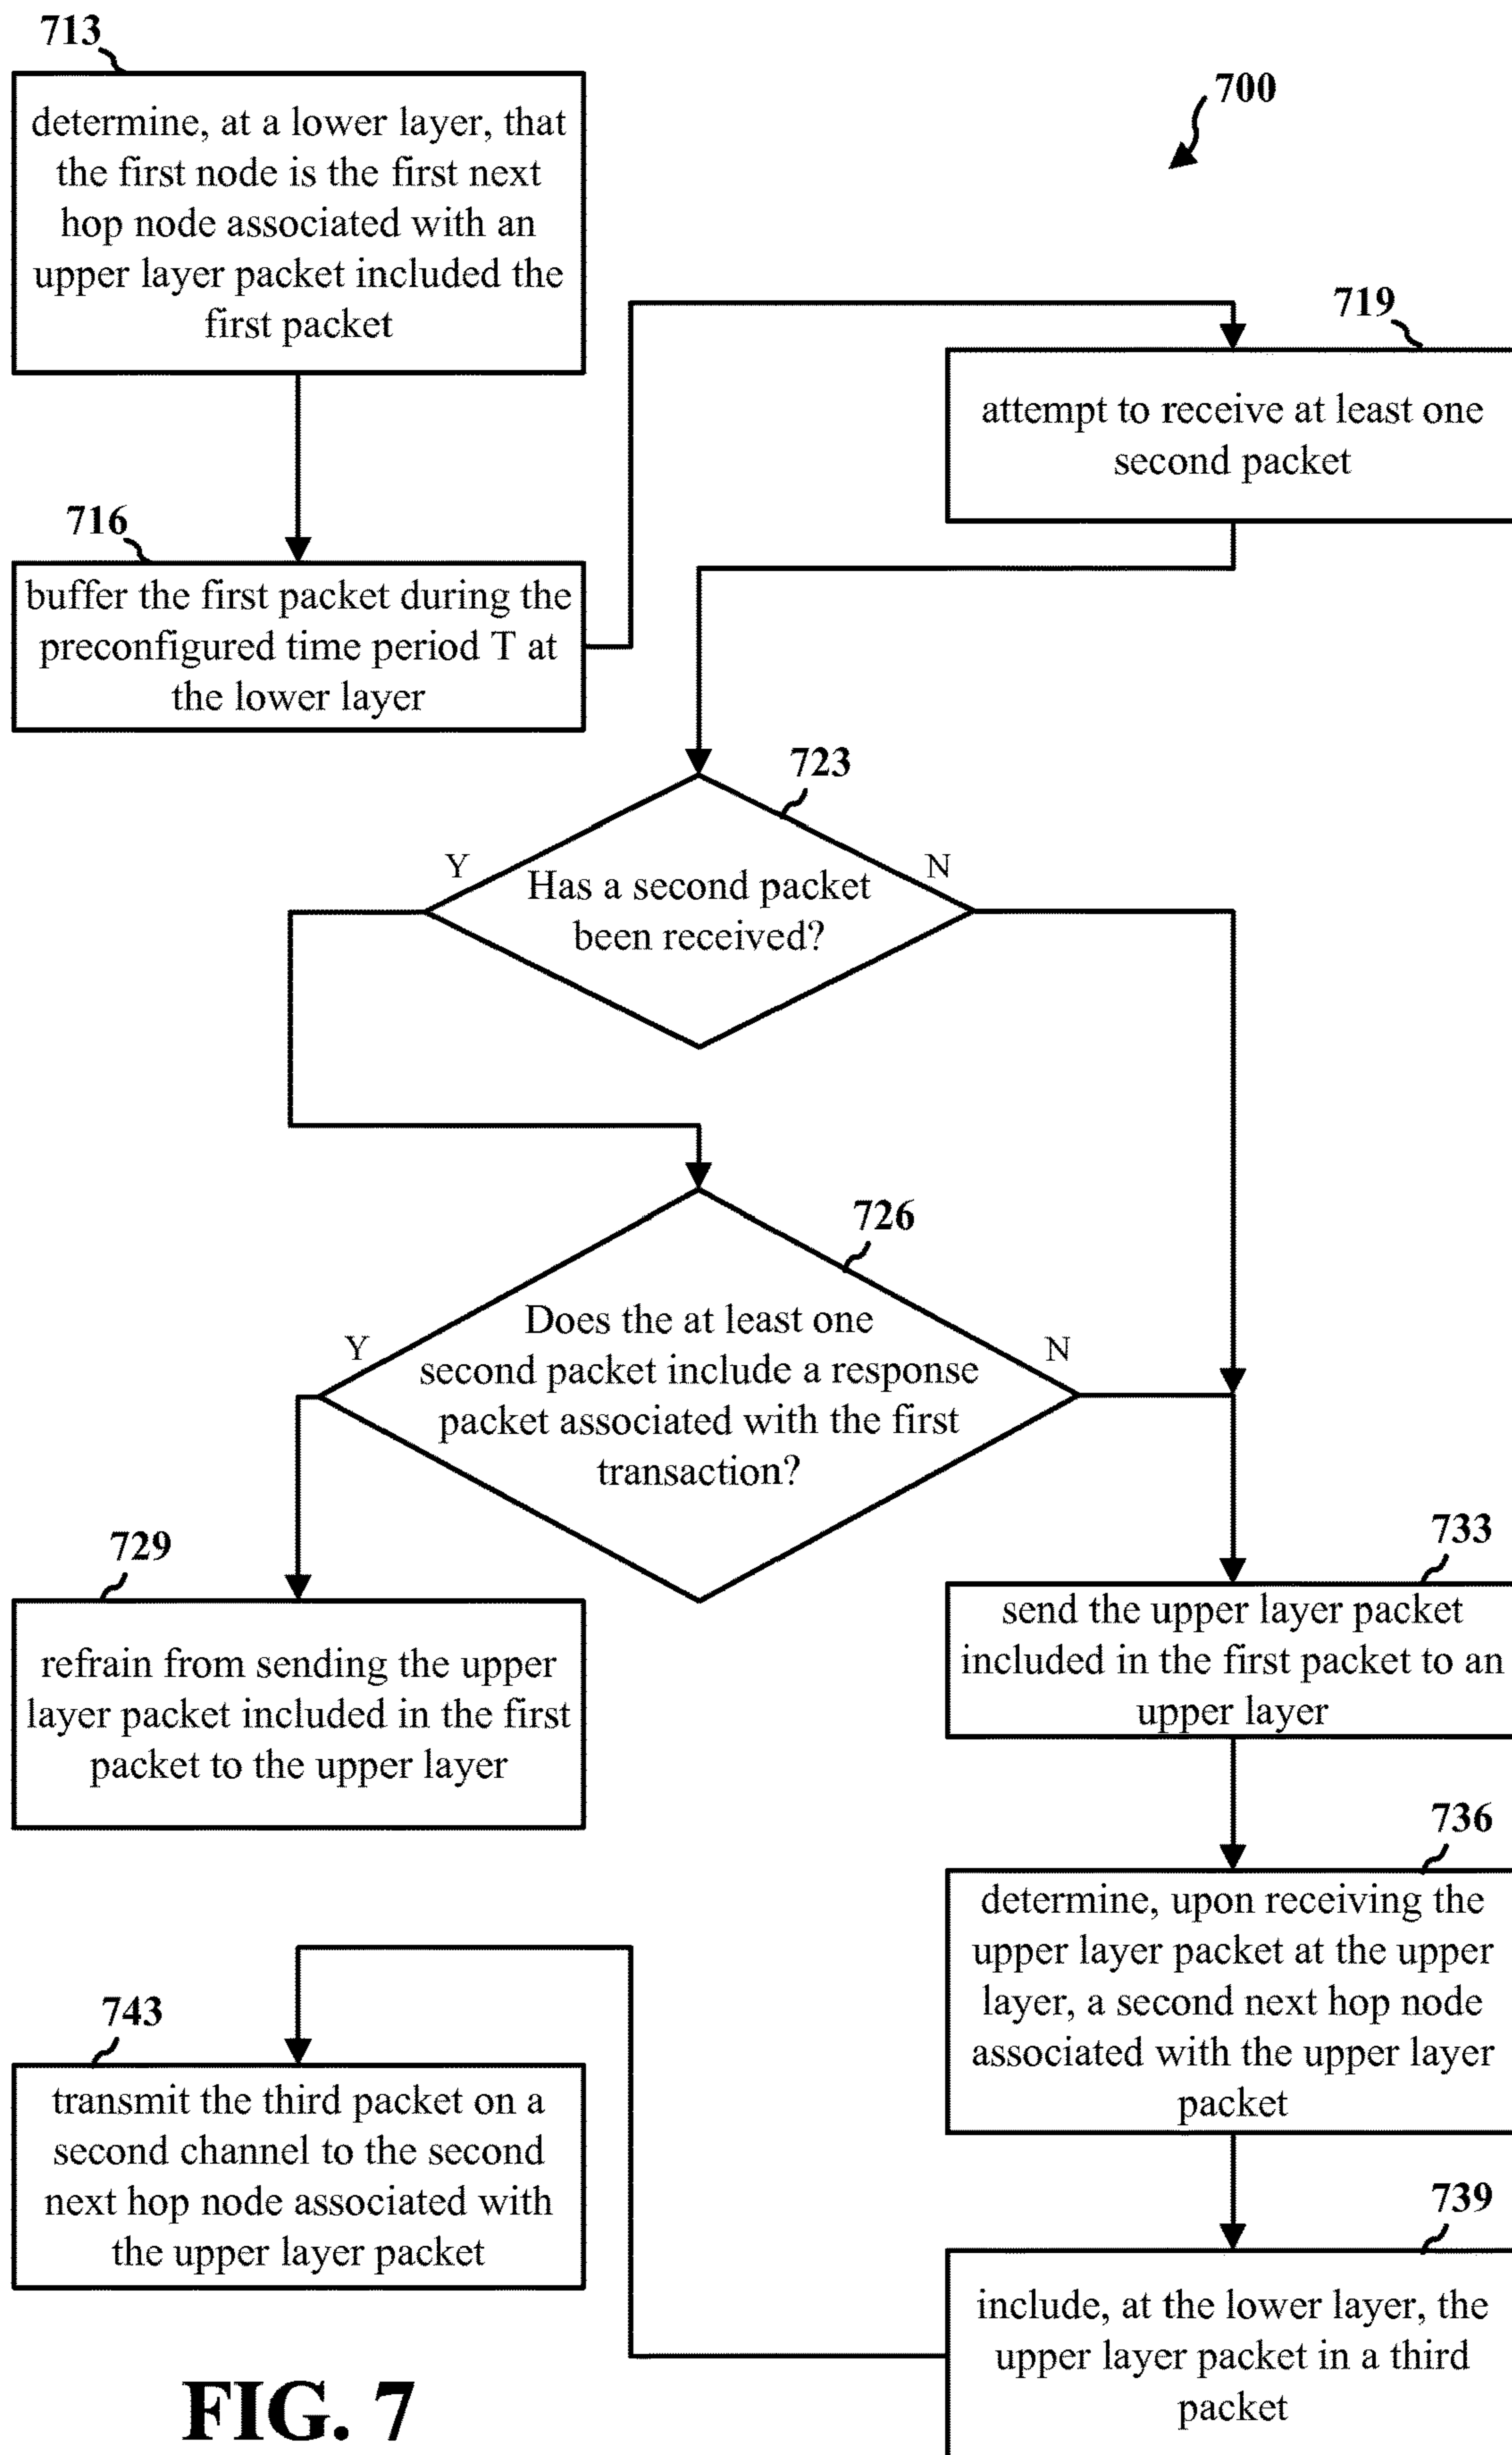 713
700
determine, at a lower layer, that
the first node is the first next
hop node associated with an
upper layer packet included the
first packet
719
attempt to receive at least one
second packet
716
buffer the first packet during the
preconfigured time period T at
the lower layer
723
Y
N
Has a second packet
been received?
726
Y
N
Does the at least one
second packet include a response
packet associated with the first
transaction?
729
refrain from sending the upper
layer packet included in the first
packet to the upper layer
733
send the upper layer packet
included in the first packet to an
upper layer
736
determine, upon receiving the
upper layer packet at the upper
layer, a second next hop node
associated with the upper layer
packet
743
transmit the third packet on a
second channel to the second
next hop node associated with
the upper layer packet
739
include, at the lower layer, the
upper layer packet in a third
packet
FIG. 7